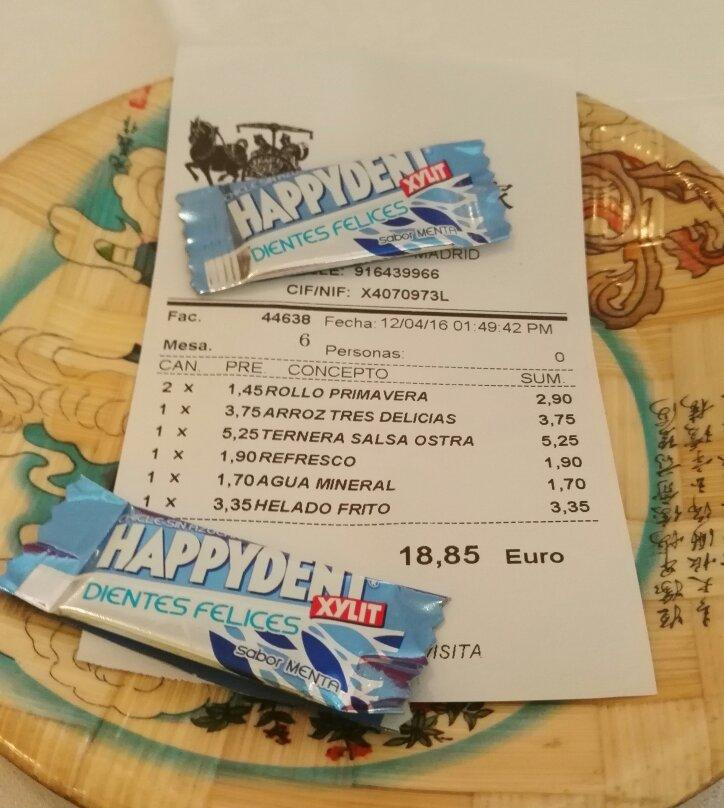 CHICLE SIN AZÚCAR
HAPPYDENT
XYLIT
DIENTES FELICES
sabor MENTA
MADRID
916439966
CIF/NIF: X4070973L
Fac. 44638 Fecha: 12/04/16 01:49:42 PM
Mesa. 6 Personas: 0
CAN. PRE CONCEPTO SUM.
2 x 1,45 ROLLO PRIMAVERA 2,90
1 x 3,75 ARROZ TRES DELICIAS 3,75
1 x 5,25 TERNERA SALSA OSTRA 5,25
1 x 1,90 REFRESCO 1,90
1 x 1,70 AGUA MINERAL 1,70
1 x 3,35 HELADO FRITO 3,35
18,85 Euro
HAPPYDENT®
XYLIT
DIENTES FELICES
sabor MENTA